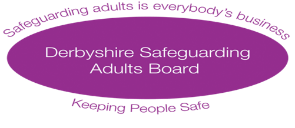 Safeguarding adults is everybody's business
Derbyshire Safeguarding
Adults Board
Keeping People Safe